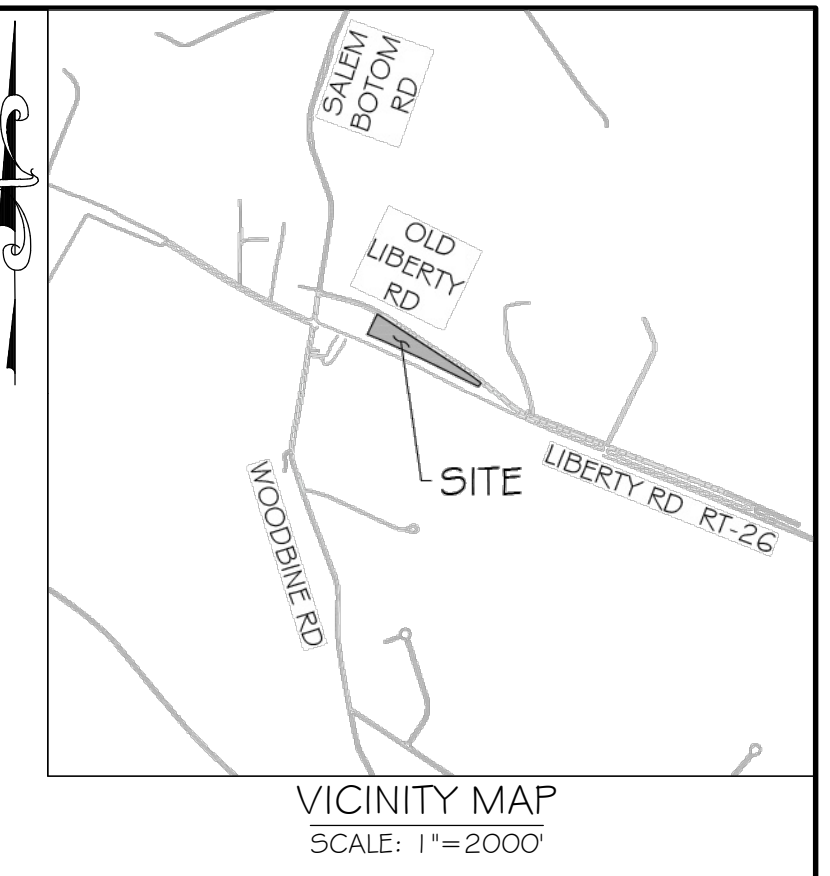 SALEM
BOTOM
RD
OLD
LIBERTY
RD
SITE
LIBERTY RD RT-26
WOODBINE RD
VICINITY MAP
SCALE: 1"=2000'